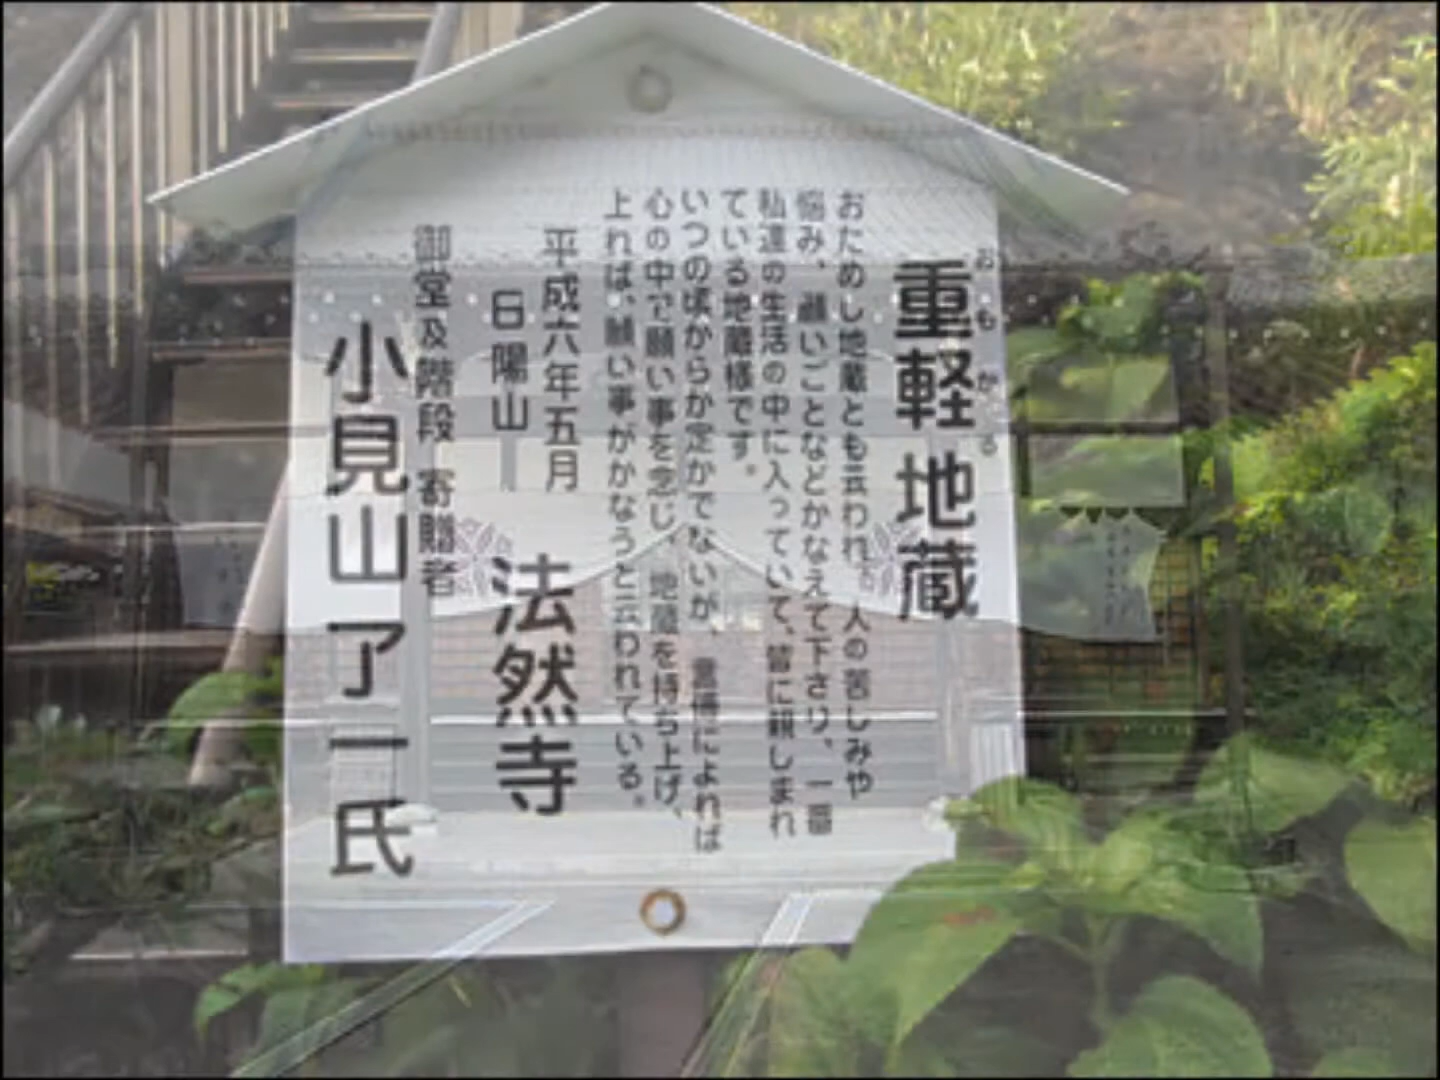 重軽地蔵
おもかる
おためし地蔵とも云われ、人の苦しみや
悩み、願いごとなどかなえて下さり、一番
私達の生活の中に入っていて、皆に親しまれ
ている地蔵様です。
いつの頃からか定かでないが、言傳によれば
心の中で願い事を念じ、地蔵を持ち上げ、
上れば、願い事がかなうと云われている。
平成六年五月
日陽山 法然寺
御堂及階段 寄贈者
小見山了一氏